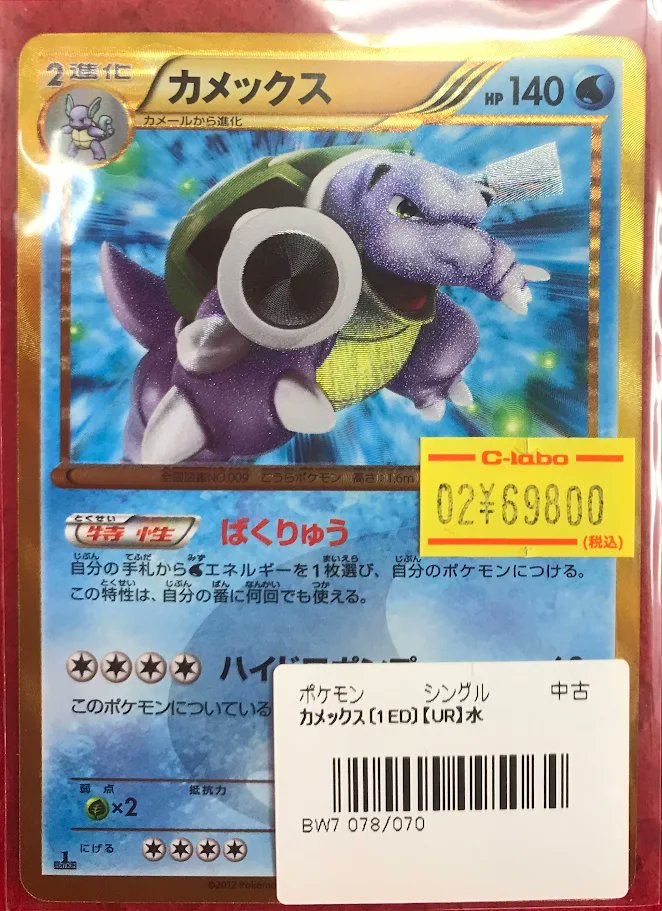 2進化
カメックス
HP 140
カメールから進化
全国図鑑NO.009 こうらポケモン 高さ:1.6m
C-labo
02¥69800
(税込)
とくせい
特性
ばくりゅう
じぶん てふだ みず まいえら じぶん
自分の手札からエネルギーを1枚選び、自分のポケモンにつける。
とくせい じぶん ばん なんかい つか
この特性は、自分の番に何回でも使える。
ハイドロポンプ
このポケモンについている
ポケモン シングル 中古
カメックス〔1ED〕【UR】水
BW7 078/070
弱点 抵抗力
×2
にげる
1
EDITION
©2012 Pokémon